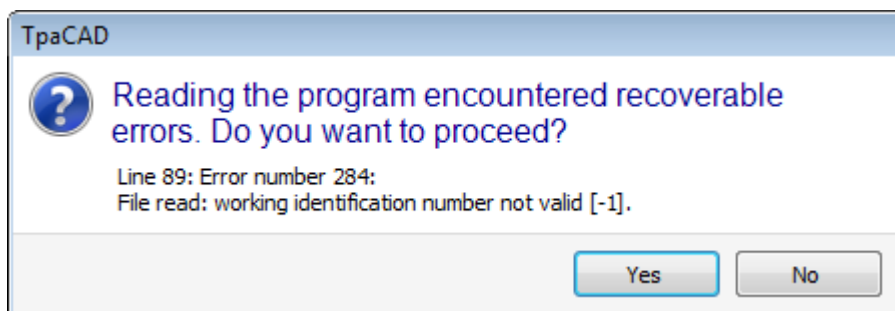 TpaCAD
Reading the program encountered recoverable
errors. Do you want to proceed?
Line 89: Error number 284:
File read: working identification number not valid [-1].
Yes
No